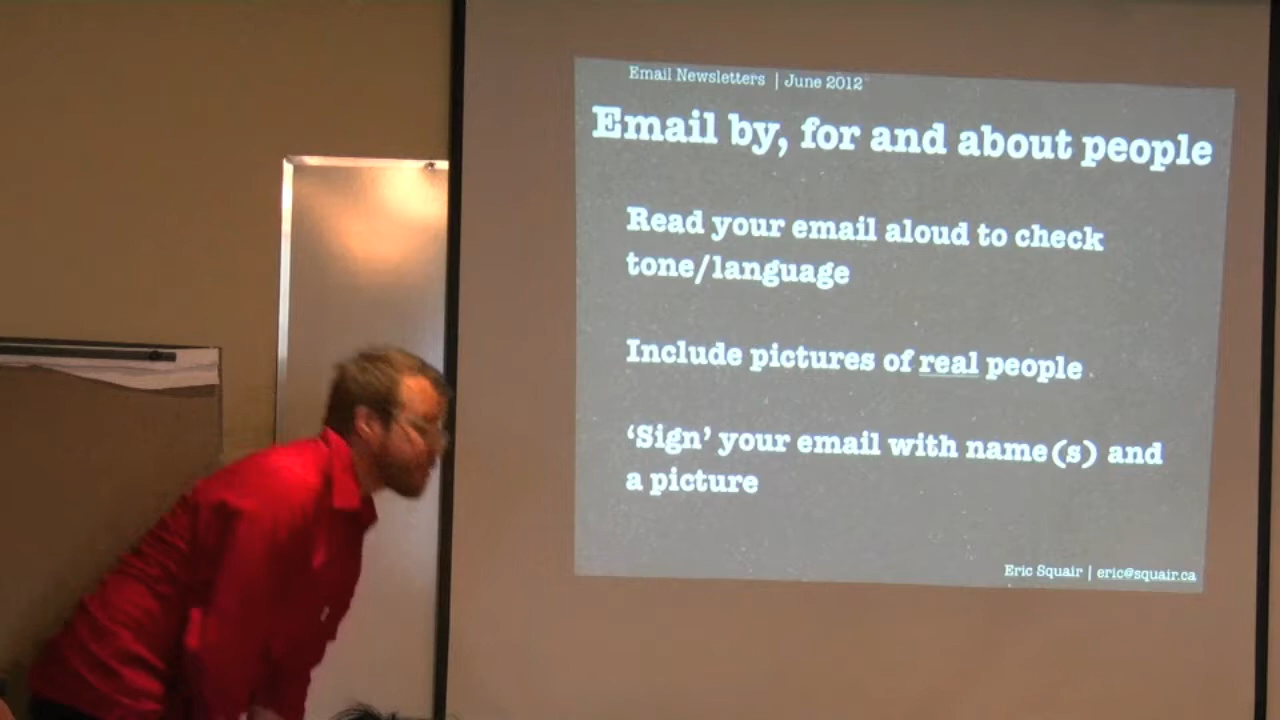 Email Newsletters | June 2012
Email by, for and about people
Read your email aloud to check
tone/language
Include pictures of real people
‘Sign’ your email with name(s) and
a picture
Eric Squair | eric@squair.ca